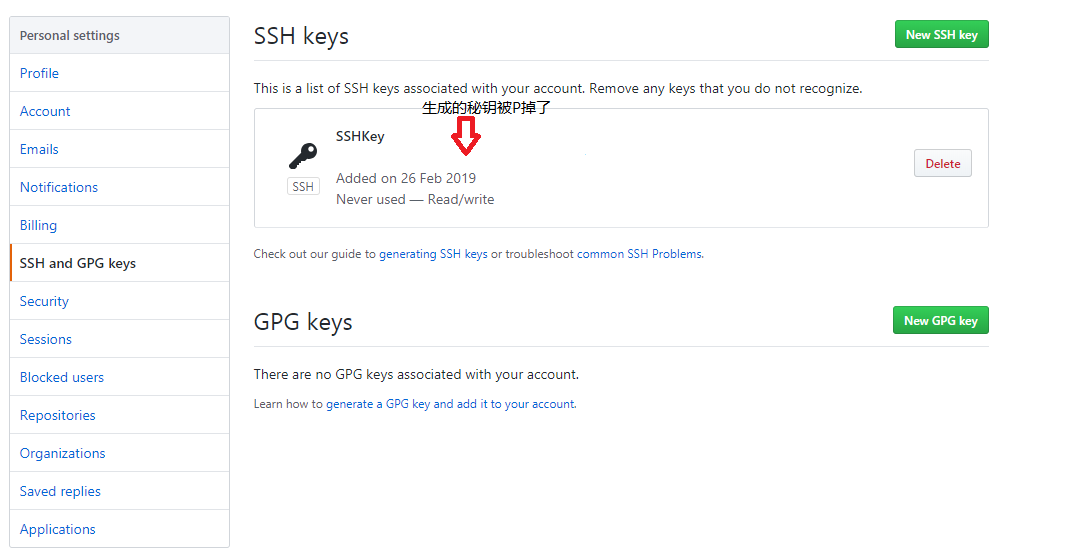 Personal settings
Profile
Account
Emails
Notifications
Billing
SSH and GPG keys
Security
Sessions
Blocked users
Repositories
Organizations
Saved replies
Applications
SSH keys
New SSH key
This is a list of SSH keys associated with your account. Remove any keys that you do not recognize.
生成的秘钥被P掉了
SSHKey
SSH
Added on 26 Feb 2019
Never used — Read/write
Delete
Check out our guide to generating SSH keys or troubleshoot common SSH Problems.
GPG keys
New GPG key
There are no GPG keys associated with your account.
Learn how to generate a GPG key and add it to your account.